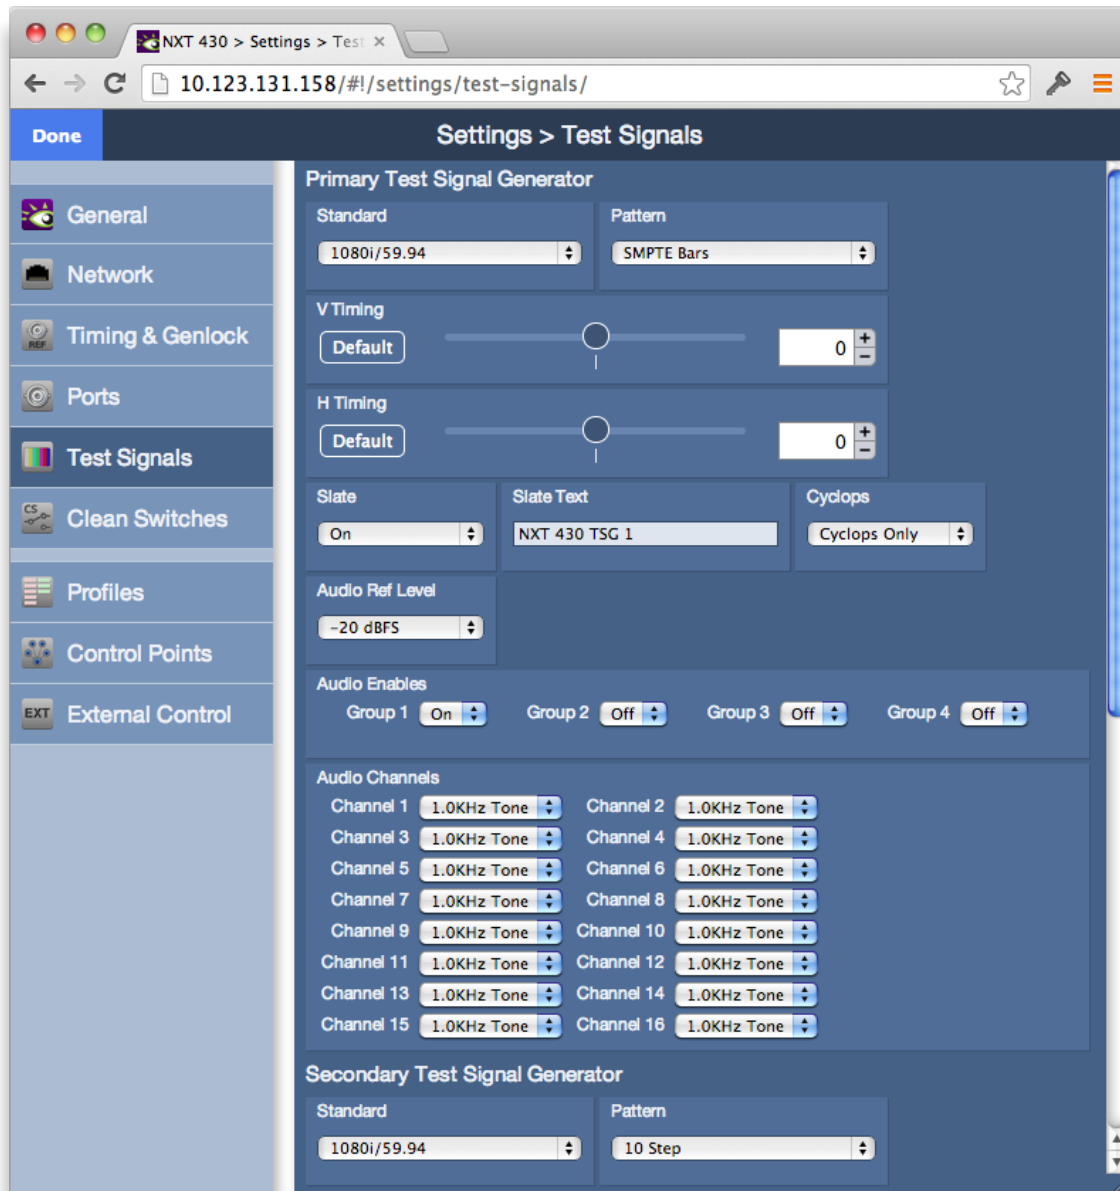 NXT 430 > Settings > Test
10.123.131.158/#!/settings/test-signals/
Done
Settings > Test Signals
General
Network
REF
Timing & Genlock
Ports
Test Signals
CS
Clean Switches
Profiles
Control Points
EXT
External Control
Primary Test Signal Generator
Standard Pattern
1080i/59.94 SMPTE Bars
V Timing
Default 0
H Timing
Default 0
Slate Slate Text Cyclops
On NXT 430 TSG 1 Cyclops Only
Audio Ref Level
-20 dBFS
Audio Enables
Group 1 On Group 2 Off Group 3 Off Group 4 Off
Audio Channels
Channel 1 1.0KHz Tone Channel 2 1.0KHz Tone
Channel 3 1.0KHz Tone Channel 4 1.0KHz Tone
Channel 5 1.0KHz Tone Channel 6 1.0KHz Tone
Channel 7 1.0KHz Tone Channel 8 1.0KHz Tone
Channel 9 1.0KHz Tone Channel 10 1.0KHz Tone
Channel 11 1.0KHz Tone Channel 12 1.0KHz Tone
Channel 13 1.0KHz Tone Channel 14 1.0KHz Tone
Channel 15 1.0KHz Tone Channel 16 1.0KHz Tone
Secondary Test Signal Generator
Standard Pattern
1080i/59.94 10 Step